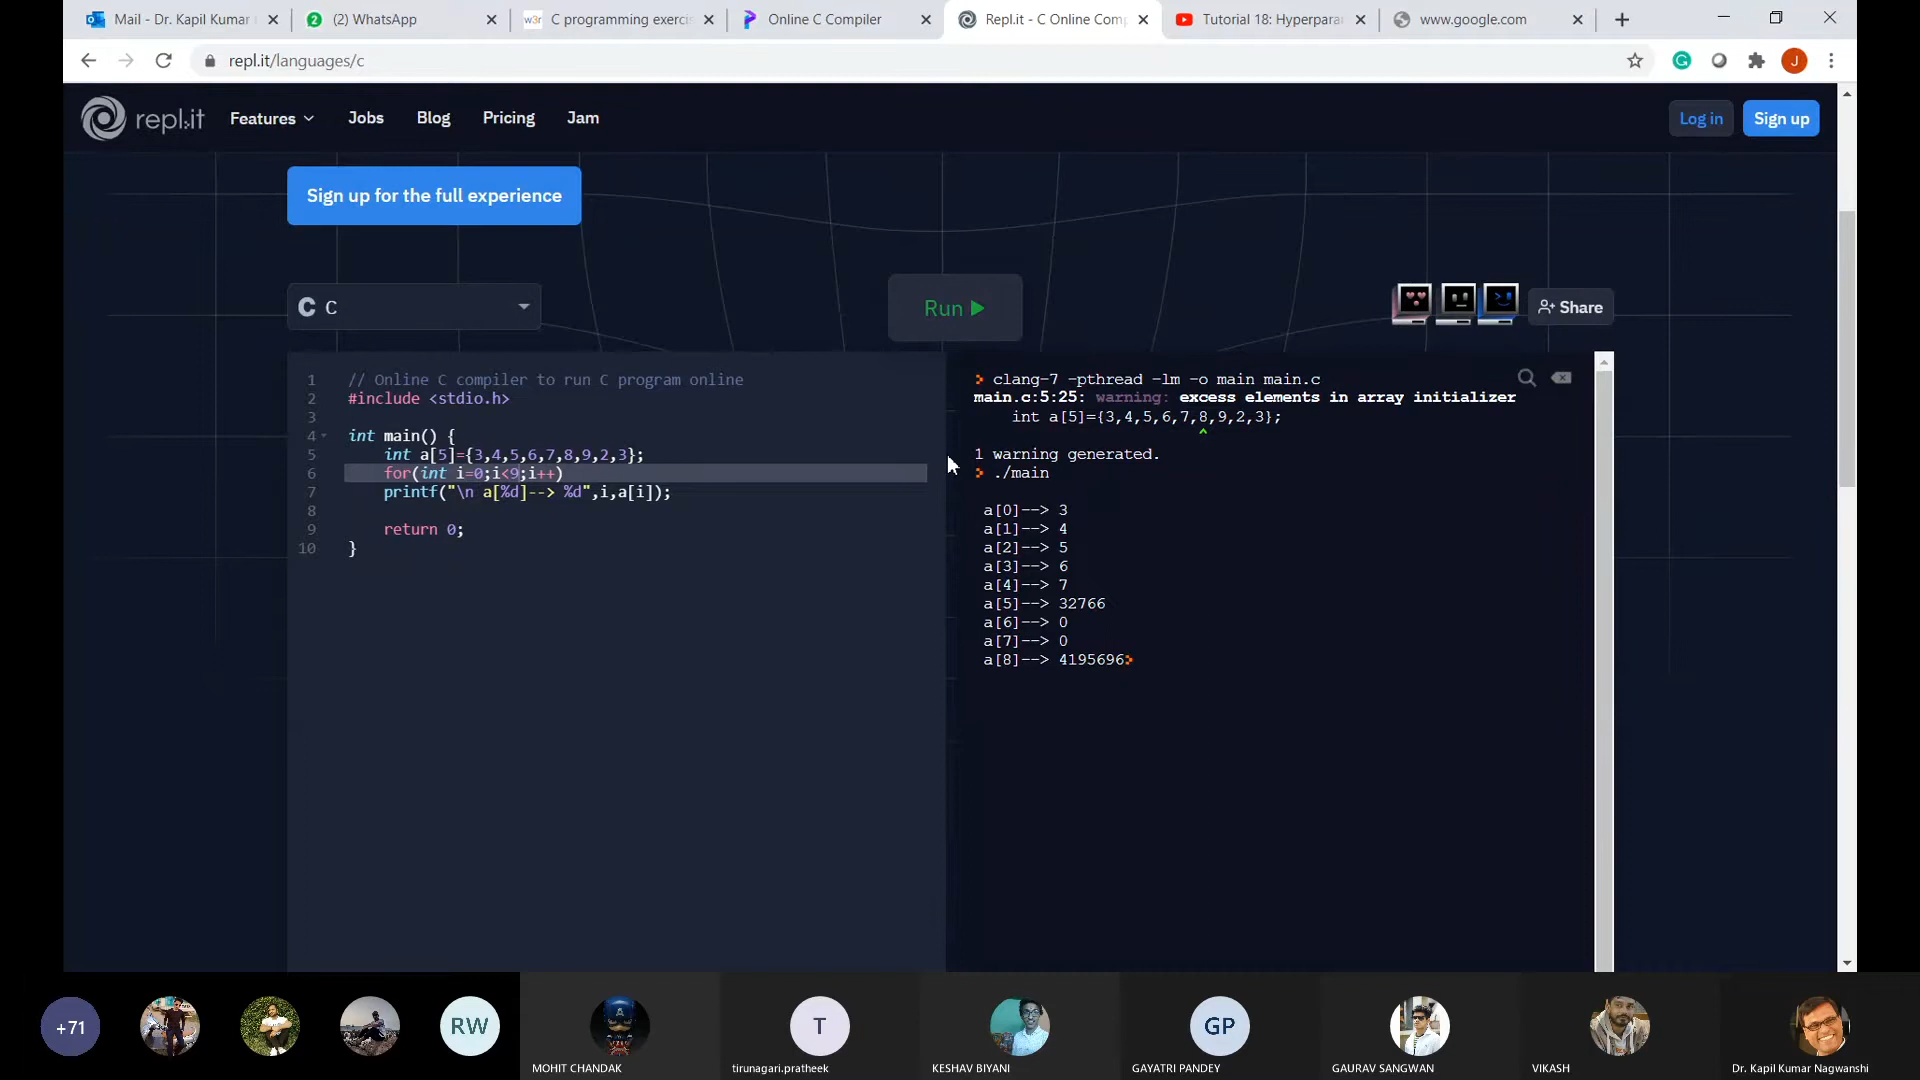 Mail - Dr. Kapil Kumar
2
(2) WhatsApp
w3r
C programming exercis
Online C Compiler
Repl.it - C Online Comp
Tutorial 18: Hyperpara
www.google.com
repl.it/languages/c
J
repl.it
Features
Jobs
Blog
Pricing
Jam
Log in
Sign up
Sign up for the full experience
C C
Run
Share
1 // Online C compiler to run C program online
2 #include <stdio.h>
3
4 int main() {
5 int a[5]={3,4,5,6,7,8,9,2,3};
6 for(int i=0;i<9;i++)
7 printf("\n a[%d]--> %d",i,a[i]);
8
9 return 0;
10 }
> clang-7 -pthread -lm -o main main.c
main.c:5:25: warning: excess elements in array initializer
int a[5]={3,4,5,6,7,8,9,2,3};
^
1 warning generated.
> ./main
a[0]--> 3
a[1]--> 4
a[2]--> 5
a[3]--> 6
a[4]--> 7
a[5]--> 32766
a[6]--> 0
a[7]--> 0
a[8]--> 4195696>
+71
RW
T
GP
MOHIT CHANDAK
tirunagari.pratheek
KESHAV BIYANI
GAYATRI PANDEY
GAURAV SANGWAN
VIKASH
Dr. Kapil Kumar Nagwanshi